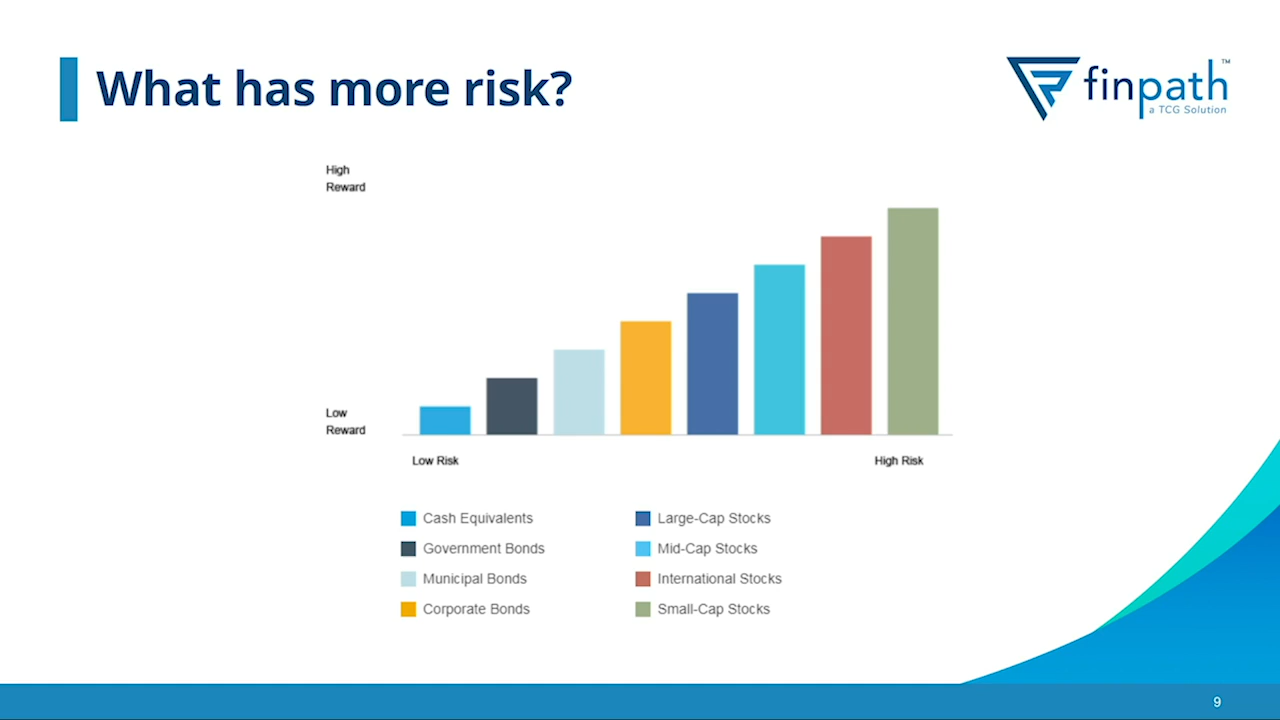 What has more risk?
finpath™
a TCG Solution
High
Reward
Low
Reward
Low Risk
High Risk
Cash Equivalents
Government Bonds
Municipal Bonds
Corporate Bonds
Large-Cap Stocks
Mid-Cap Stocks
International Stocks
Small-Cap Stocks
9